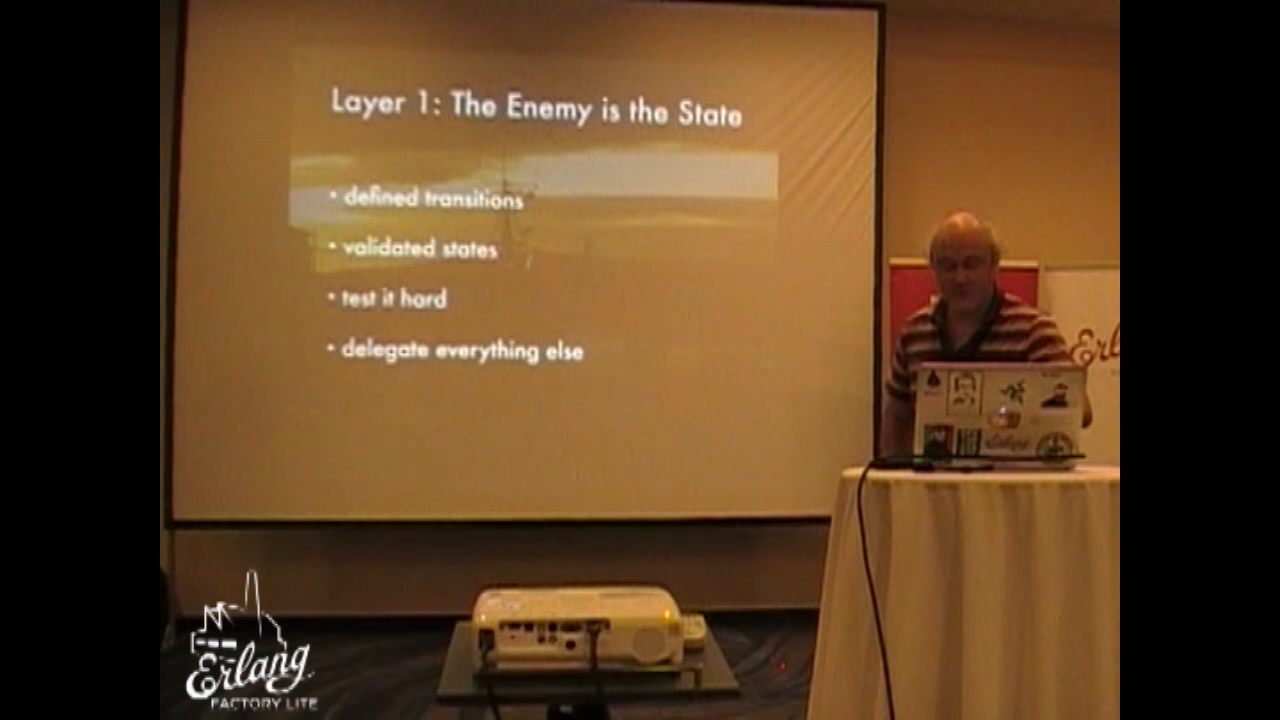 Layer 1: The Enemy is the State
• defined transitions
• validated states
• test it hard
• delegate everything else
Erl
Erlang
FACTORY LITE